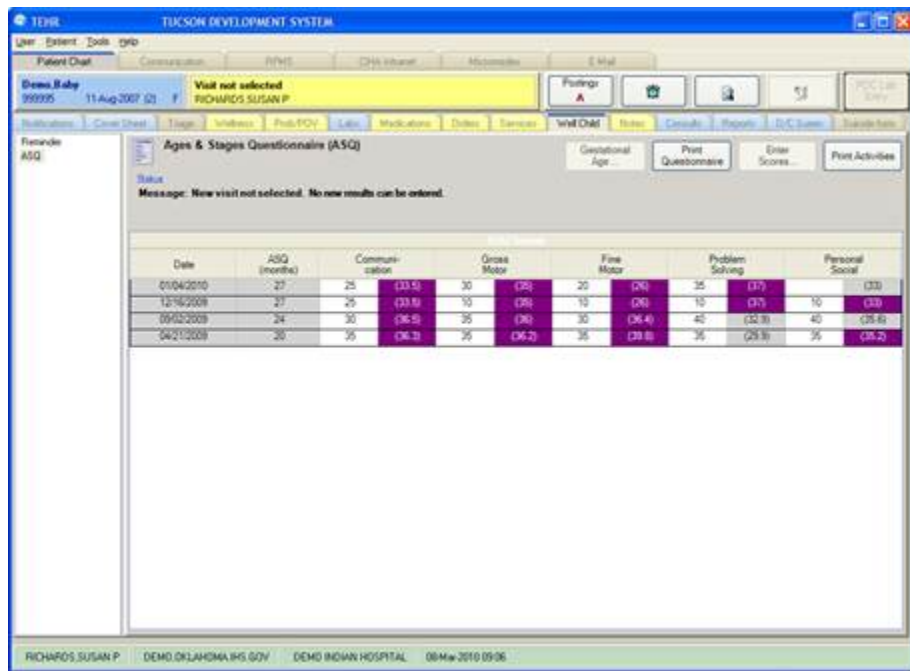 TEHR TUCSON DEVELOPMENT SYSTEM
User Patient Tools Help
Patient Chart Communication RPMS CIHA Intranet Micromedex E-Mail
Demo,Baby Visit not selected Postings
999995 11-Aug-2007 (2) F RICHARDS,SUSAN P A
Notifications Cover Sheet Triage Wellness Prob/POV Labs Medications Orders Services Well Child Notes Consults Reports D/C Summ Suicide Form
Reminder Ages & Stages Questionnaire (ASQ) Gestational Age ... Print Questionnaire Enter Scores ... Print Activities
ASQ
Status
Message: New visit not selected. No new results can be entered.
Date ASQ (months) Communi-cation Gross Motor Fine Motor Problem Solving Personal Social
01/04/2010 27 25 (33.5) 30 (35) 20 (26) 35 (37) (33)
12/16/2009 27 25 (33.5) 10 (35) 10 (26) 10 (37) 10 (33)
09/02/2009 24 30 (36.5) 35 (36) 30 (36.4) 40 (32.9) 40 (35.6)
04/21/2009 20 35 (36.3) 35 (36.2) 35 (39.8) 35 (29.9) 35 (35.2)
RICHARDS,SUSAN P DEMO.OKLAHOMA.IHS.GOV DEMO INDIAN HOSPITAL 08-Mar-2010 09:06